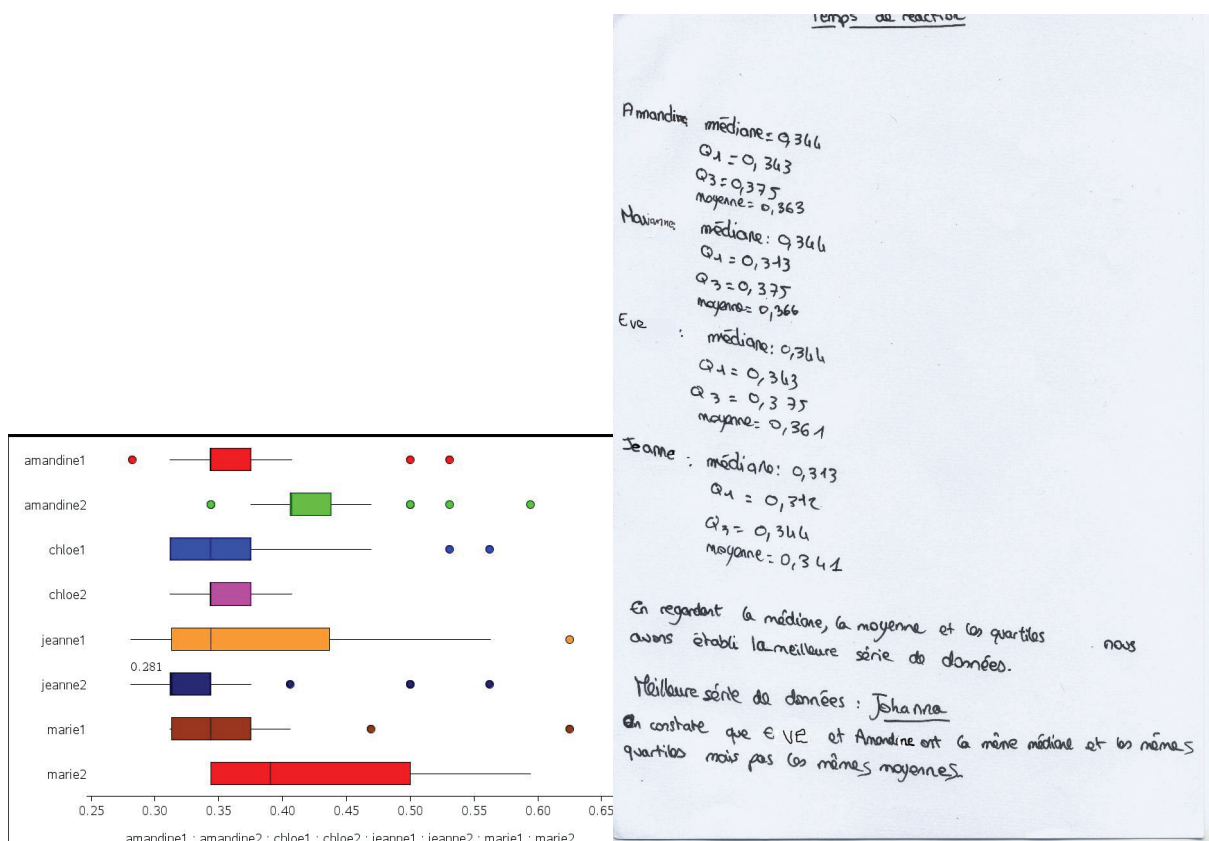 amandine1
amandine2
chloe1
chloe2
jeanne1
0.281
jeanne2
marie1
marie2
0.25 0.30 0.35 0.40 0.45 0.50 0.55 0.60 0.65
amandine1 : amandine2 : chloe1 : chloe2 : jeanne1 : jeanne2 : marie1 : marie2
Temps de réaction
Amandine médiane = 0,344
Q1 = 0,343
Q3 = 0,375
moyenne = 0,363
Marianne médiane : 0,344
Q1 = 0,313
Q3 = 0,375
moyenne = 0,366
Eve : médiane : 0,344
Q1 = 0,343
Q3 = 0,375
moyenne = 0,361
Jeanne : médiane : 0,313
Q1 = 0,312
Q3 = 0,344
moyenne = 0,341
En regardant la médiane, la moyenne et les quartiles nous
avons établi la meilleure série de données.
Meilleure série de données : Johanna
On constate que EVE et Amandine ont la même médiane et les mêmes
quartiles mais pas les mêmes moyennes.